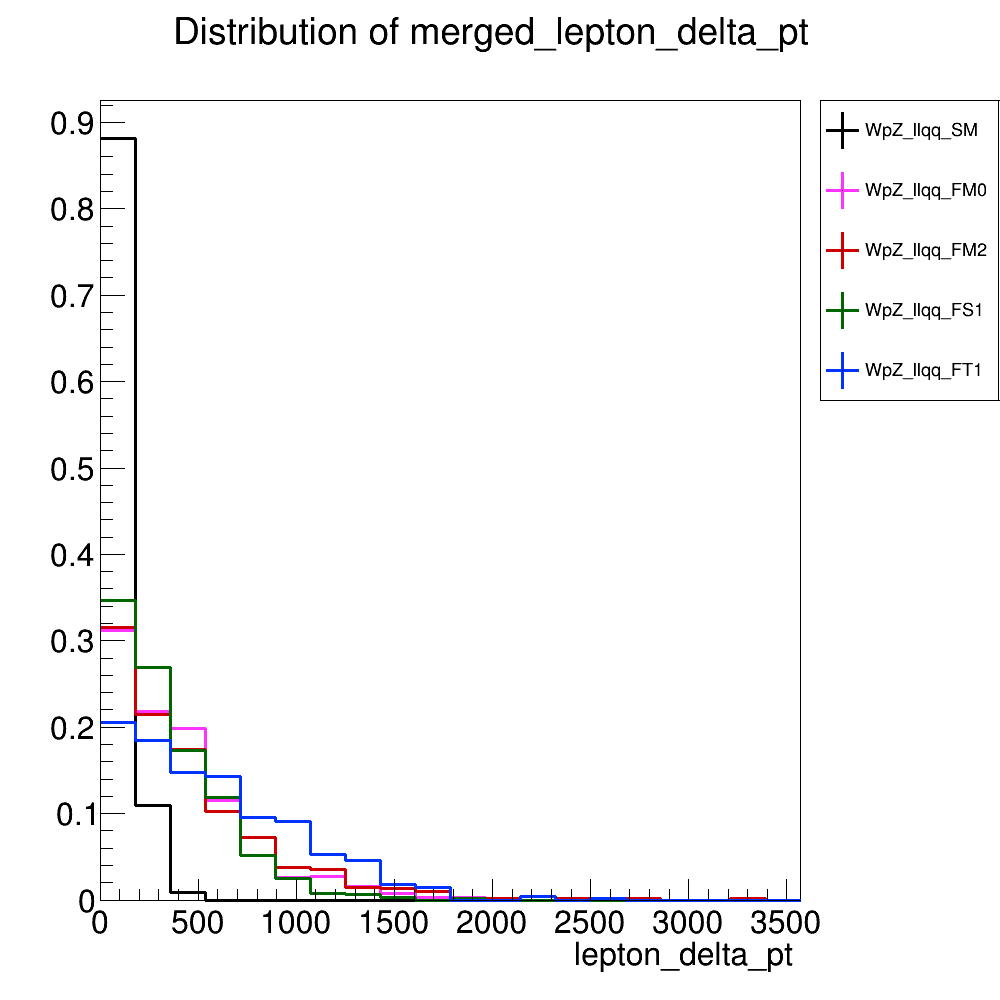 Distribution of merged_lepton_delta_pt
0.9
0.8
0.7
0.6
0.5
0.4
0.3
0.2
0.1
0
0 500 1000 1500 2000 2500 3000 3500
lepton_delta_pt
WpZ_llqq_SM
WpZ_llqq_FM0
WpZ_llqq_FM2
WpZ_llqq_FS1
WpZ_llqq_FT1